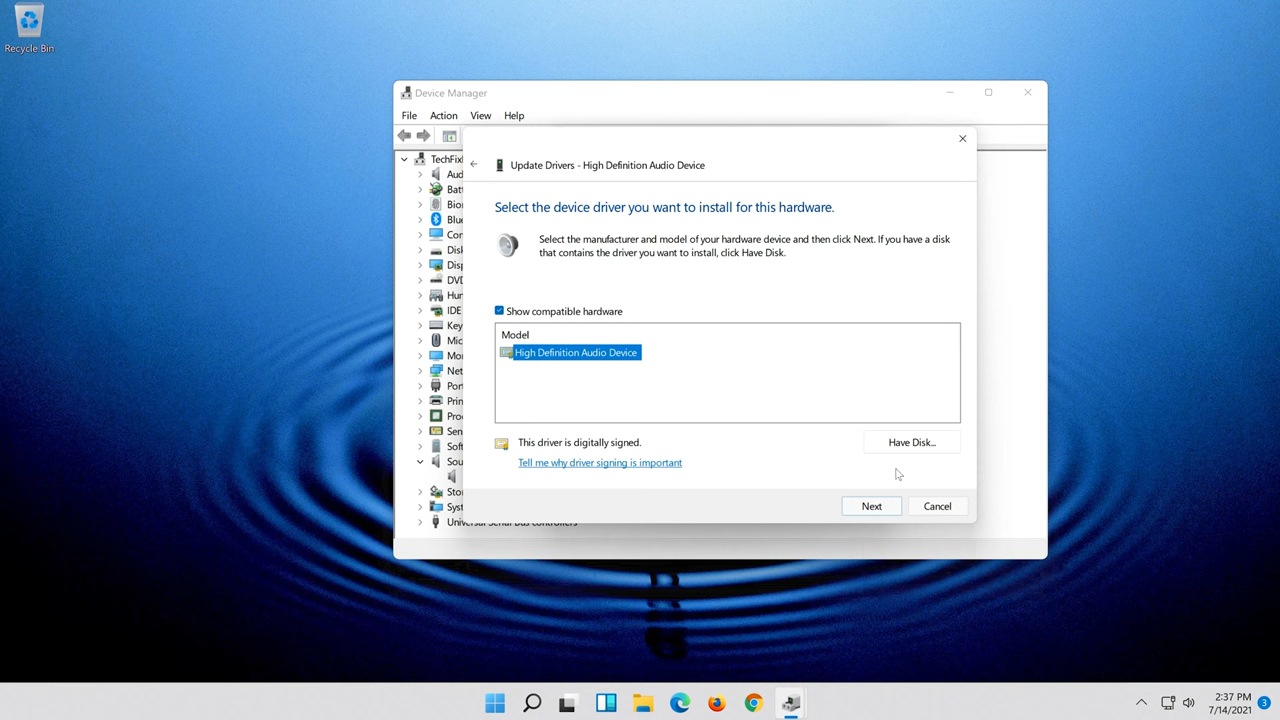 Recycle Bin
Device Manager
File Action View Help
Update Drivers - High Definition Audio Device
Select the device driver you want to install for this hardware.
Select the manufacturer and model of your hardware device and then click Next. If you have a disk
that contains the driver you want to install, click Have Disk.
Show compatible hardware
Model
High Definition Audio Device
This driver is digitally signed.
Have Disk...
Tell me why driver signing is important
Next Cancel
TechFixI
Aud
Batt
Bior
Blue
Con
Disk
Disp
DVD
Hum
IDE
Key
Mic
Mor
Net
Port
Prin
Pro
Sen
Soft
Sou
Stor
Syst
Universal Serial Bus controllers
2:37 PM
7/14/2021
3